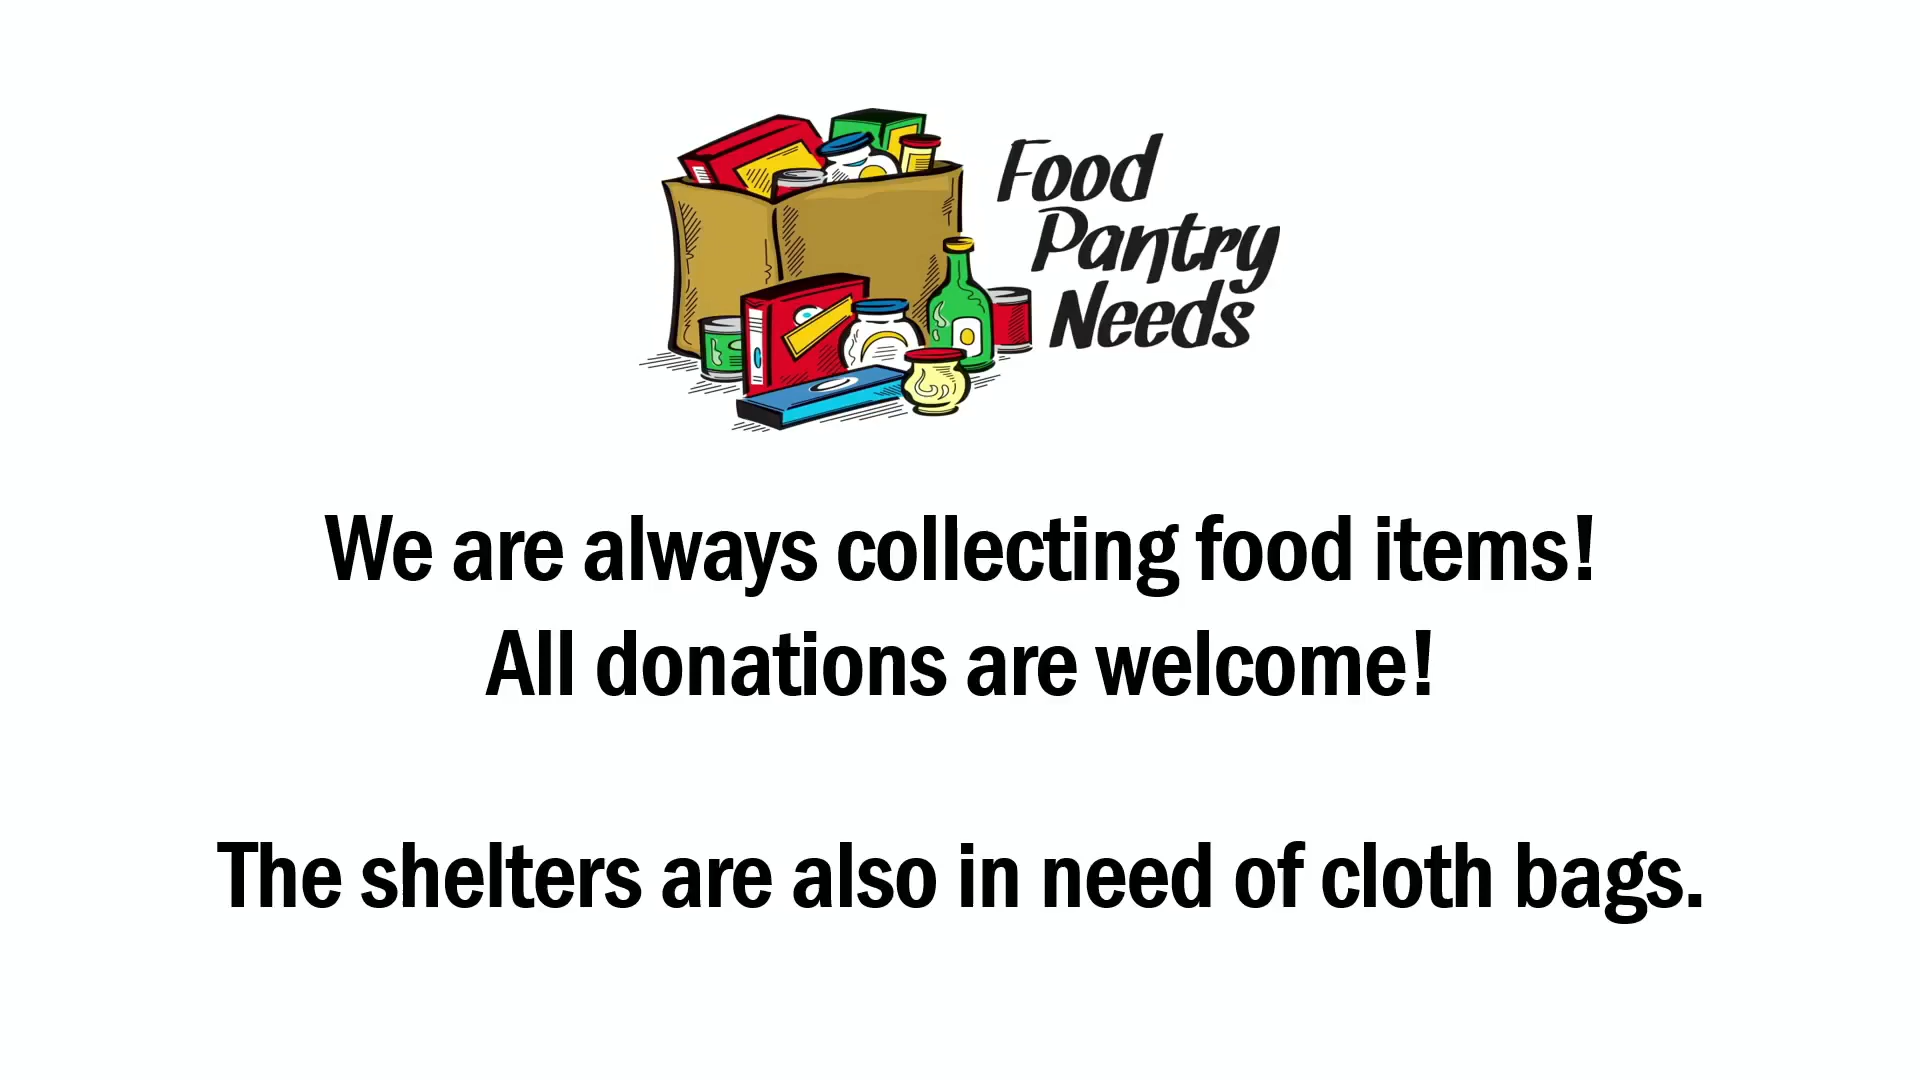 Food
Pantry
Needs
We are always collecting food items!
All donations are welcome!
The shelters are also in need of cloth bags.